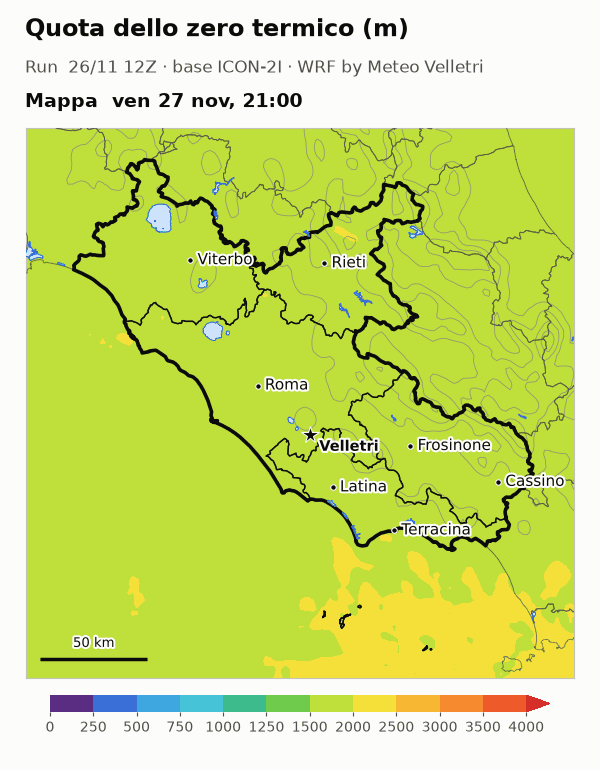 Quota dello zero termico (m)
Run  26/11 12Z · base ICON-2I · WRF by Meteo Velletri
Mappa  ven 27 nov, 21:00
Viterbo
Rieti
Roma
Velletri
Frosinone
Latina
Cassino
Terracina
50 km
0 250 500 750 1000 1250 1500 2000 2500 3000 3500 4000